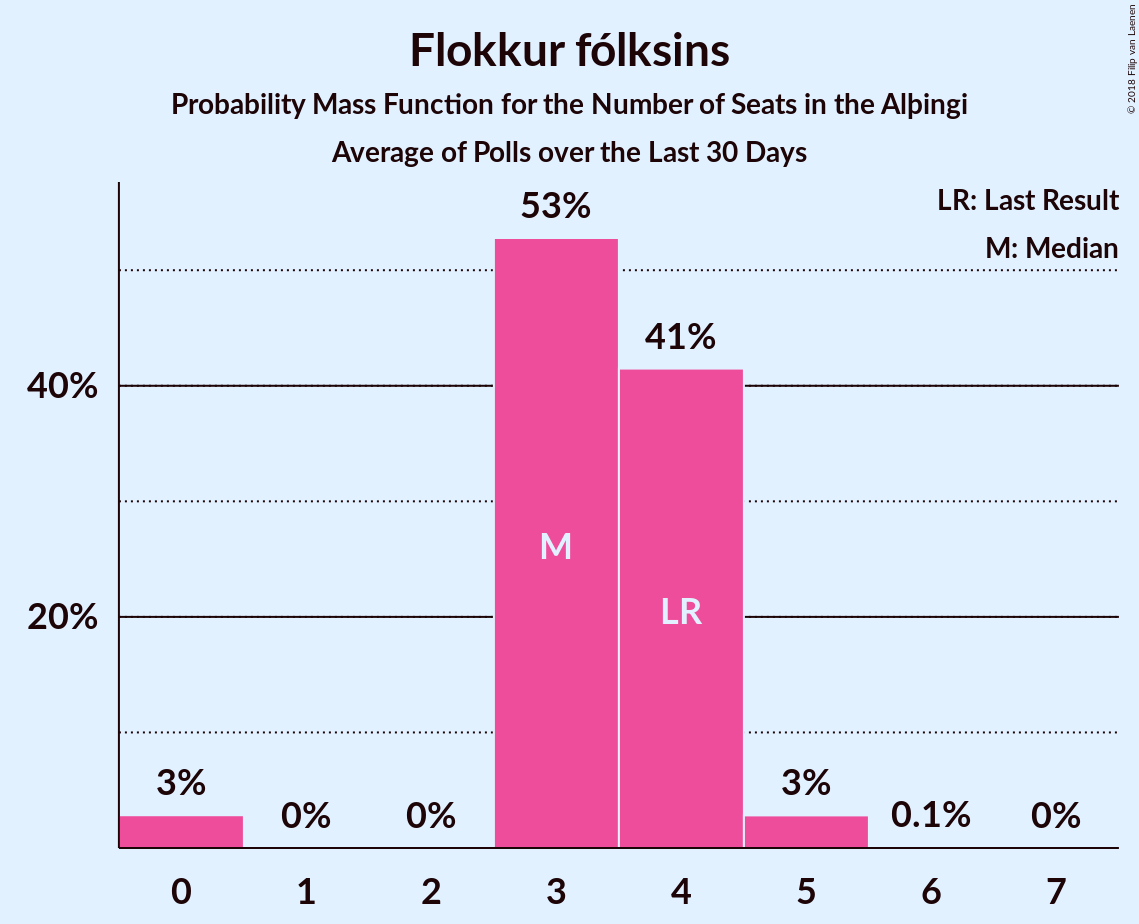 Flokkur fólksins
Probability Mass Function for the Number of Seats in the Alþingi
Average of Polls over the Last 30 Days
© 2018 Filip van Laenen
LR: Last Result
M: Median
53%
41%
40%
M
LR
20%
3%
0%
0%
3%
0.1%
0%
0 1 2 3 4 5 6 7